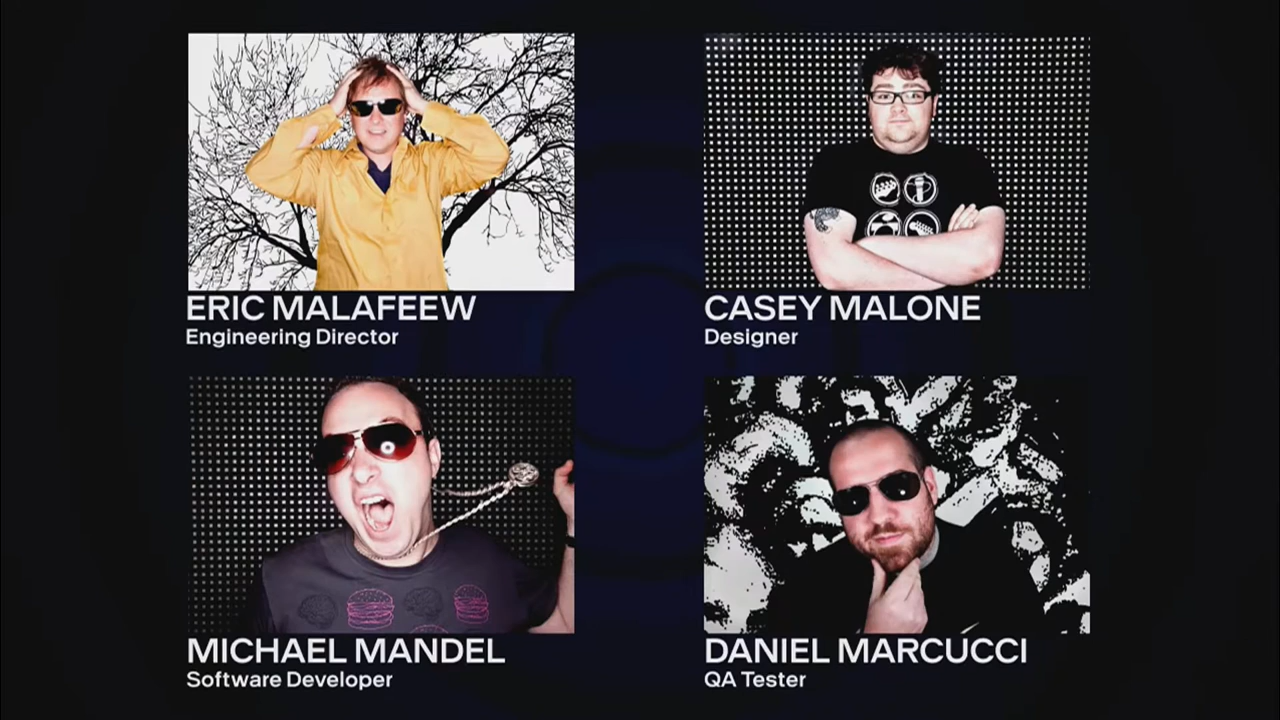 ERIC MALAFEEW
Engineering Director
CASEY MALONE
Designer
MICHAEL MANDEL
Software Developer
DANIEL MARCUCCI
QA Tester